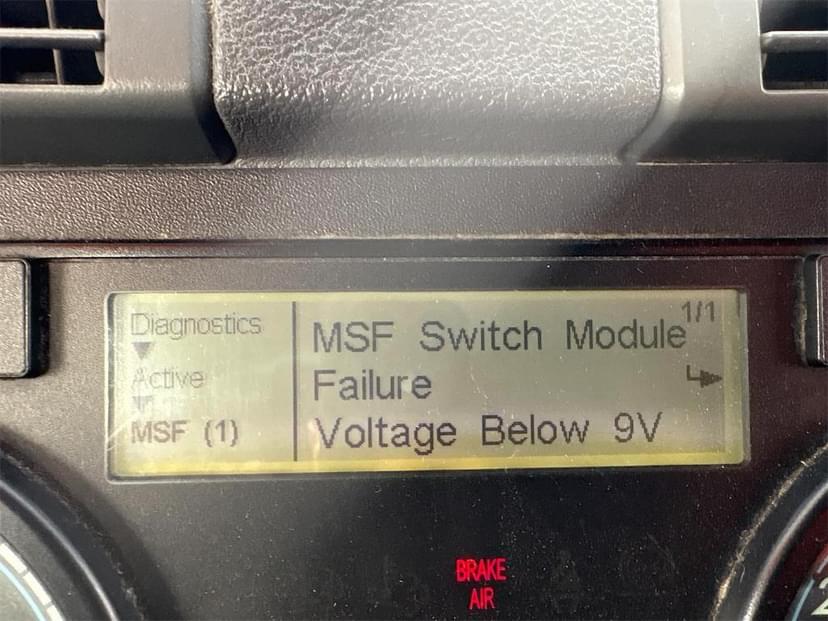 Diagnostics
Active
MSF (1)
1/1
MSF Switch Module
Failure
Voltage Below 9V
BRAKE
AIR